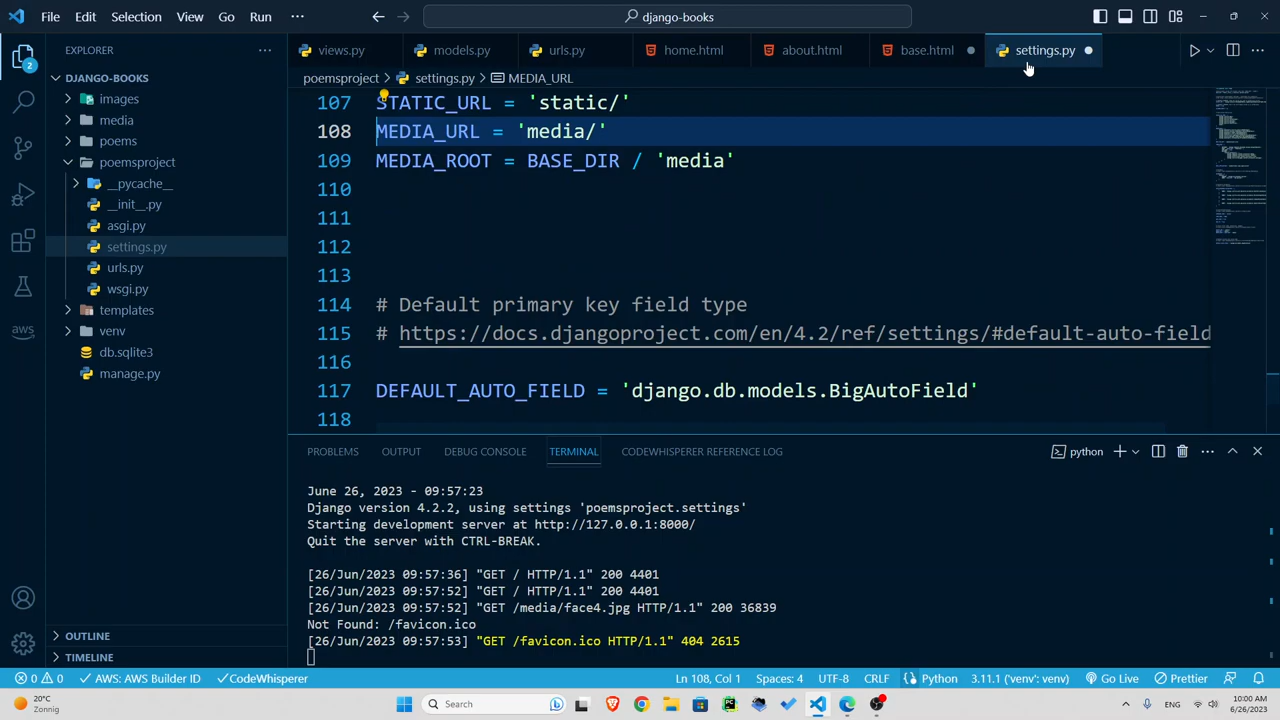 File Edit Selection View Go Run ··· django-books
EXPLORER ···
views.py models.py urls.py home.html about.html base.html settings.py ···
DJANGO-BOOKS
poemsproject > settings.py > MEDIA_URL
images
media
poems
poemsproject
__pycache__
__init__.py
asgi.py
settings.py
urls.py
wsgi.py
templates
venv
db.sqlite3
manage.py
OUTLINE
TIMELINE
aws
2
107 STATIC_URL = 'static/'
108 MEDIA_URL = 'media/'
109 MEDIA_ROOT = BASE_DIR / 'media'
110
111
112
113
114 # Default primary key field type
115 # https://docs.djangoproject.com/en/4.2/ref/settings/#default-auto-field
116
117 DEFAULT_AUTO_FIELD = 'django.db.models.BigAutoField'
118
PROBLEMS OUTPUT DEBUG CONSOLE TERMINAL CODEWHISPERER REFERENCE LOG python ···
June 26, 2023 - 09:57:23
Django version 4.2.2, using settings 'poemsproject.settings'
Starting development server at http://127.0.0.1:8000/
Quit the server with CTRL-BREAK.
[26/Jun/2023 09:57:36] "GET / HTTP/1.1" 200 4401
[26/Jun/2023 09:57:52] "GET / HTTP/1.1" 200 4401
[26/Jun/2023 09:57:52] "GET /media/face4.jpg HTTP/1.1" 200 36839
Not Found: /favicon.ico
[26/Jun/2023 09:57:53] "GET /favicon.ico HTTP/1.1" 404 2615
0 0 AWS: AWS Builder ID CodeWhisperer Ln 108, Col 1 Spaces: 4 UTF-8 CRLF Python 3.11.1 ('venv': venv) Go Live Prettier
20°C
Zonnig
Search
ENG
10:00 AM
6/26/2023